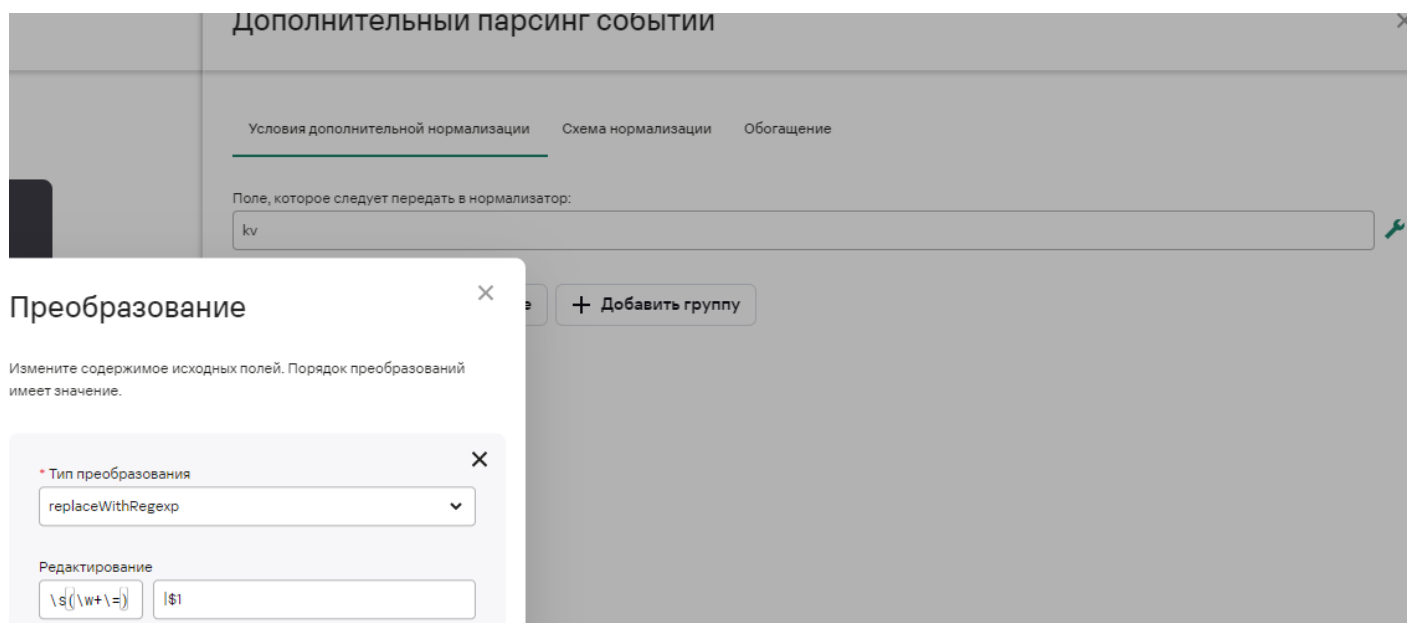 Дополнительный парсинг событий
Условия дополнительной нормализации Схема нормализации Обогащение
Поле, которое следует передать в нормализатор:
kv
+ Добавить группу
Преобразование
Измените содержимое исходных полей. Порядок преобразований
имеет значение.
* Тип преобразования
replaceWithRegexp
Редактирование
\s(\w+\=) |$1